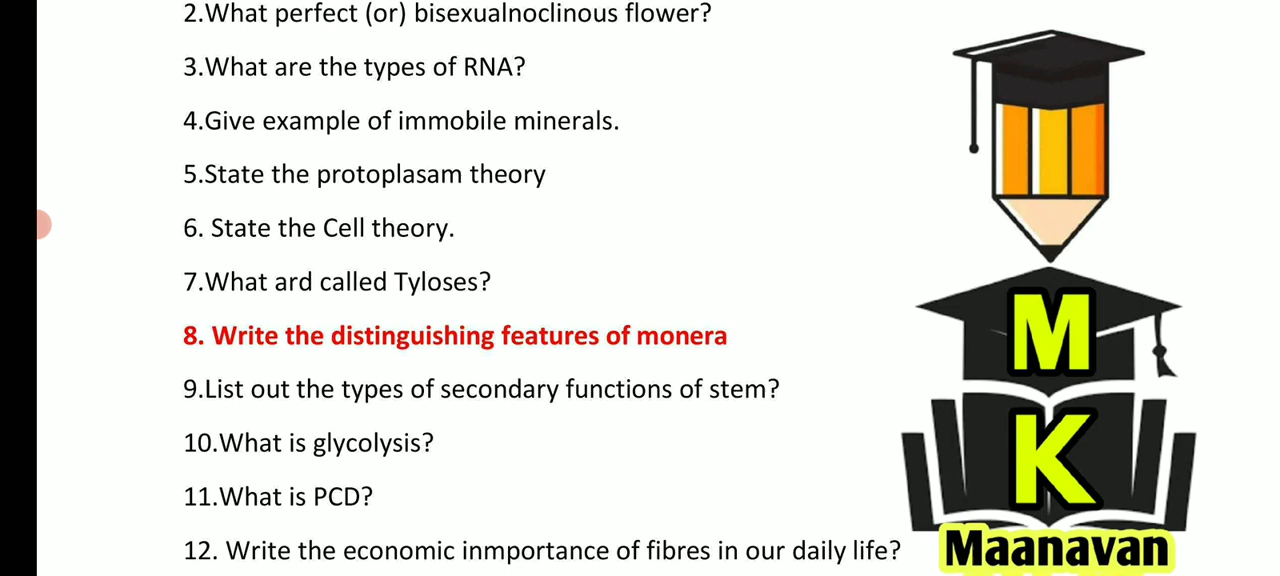 2.What perfect (or) bisexualnoclinous flower?
3.What are the types of RNA?
4.Give example of immobile minerals.
5.State the protoplasam theory
6. State the Cell theory.
7.What ard called Tyloses?
8. Write the distinguishing features of monera
9.List out the types of secondary functions of stem?
10.What is glycolysis?
11.What is PCD?
12. Write the economic inmportance of fibres in our daily life?
M
K
Maanavan